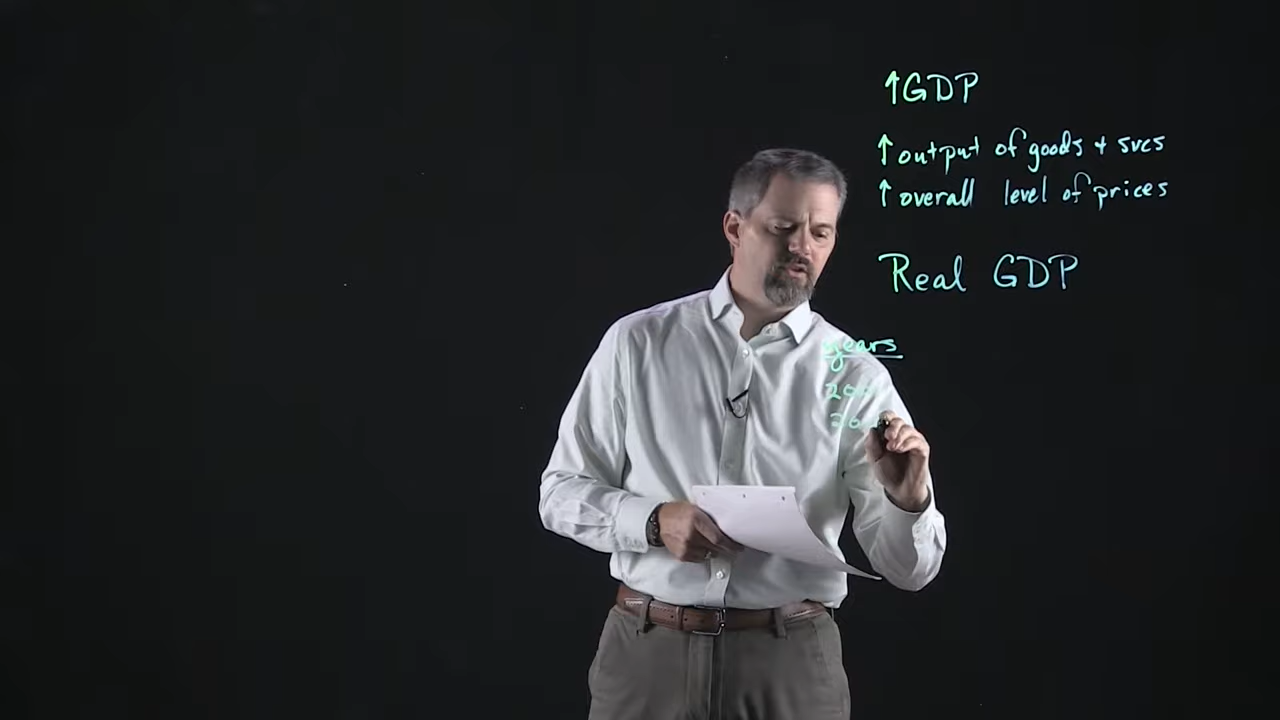 ↑GDP
↑ output of goods + svcs
↑ overall level of prices
Real GDP
years